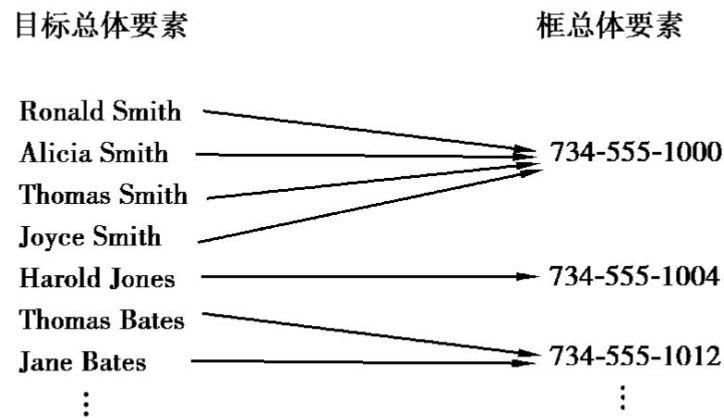 目标总体要素 框总体要素
Ronald Smith
Alicia Smith 734-555-1000
Thomas Smith
Joyce Smith
Harold Jones 734-555-1004
Thomas Bates
Jane Bates 734-555-1012
⋮ ⋮